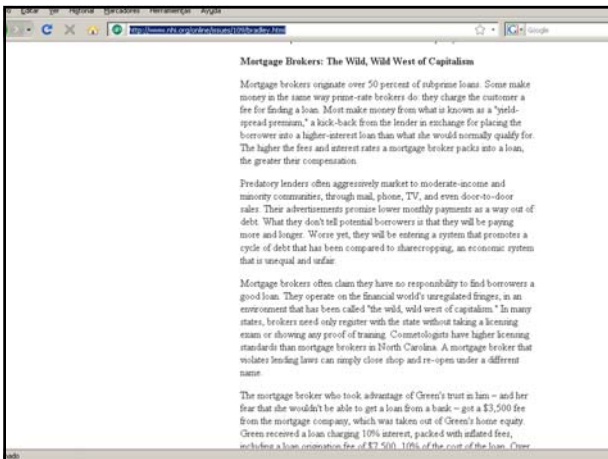 Editar Ver Historial Marcadores Herramientas Ayuda
http://www.nhi.org/online/issues/109/bradley.html
Google
Mortgage Brokers: The Wild, Wild West of Capitalism
Mortgage brokers originate over 50 percent of subprime loans. Some make
money in the same way prime-rate brokers do: they charge the customer a
fee for finding a loan. Most make money from what is known as a "yield-
spread premium," a kick-back from the lender in exchange for placing the
borrower into a higher-interest loan than what she would normally qualify for.
The higher the fees and interest rates a mortgage broker packs into a loan,
the greater their compensation.
Predatory lenders often aggressively market to moderate-income and
minority communities, through mail, phone, TV, and even door-to-door
sales. Their advertisements promise lower monthly payments as a way out of
debt. What they don't tell potential borrowers is that they will be paying
more and longer. Worse yet, they will be entering a system that promotes a
cycle of debt that has been compared to sharecropping, an economic system
that is unequal and unfair.
Mortgage brokers often claim they have no responsibility to find borrowers a
good loan. They operate on the financial world's unregulated fringes, in an
environment that has been called "the wild, wild west of capitalism." In many
states, brokers need only register with the state without taking a licensing
exam or showing any proof of training. Cosmetologists have higher licensing
standards than mortgage brokers in North Carolina. A mortgage broker that
violates lending laws can simply close shop and re-open under a different
name.
The mortgage broker who took advantage of Green's trust in him – and her
fear that she wouldn't be able to get a loan from a bank – got a $3,500 fee
from the mortgage company, which was taken out of Green's home equity.
Green received a loan charging 10% interest, packed with inflated fees,
including a loan origination fee of $7,500, 10% of the cost of the loan. Over